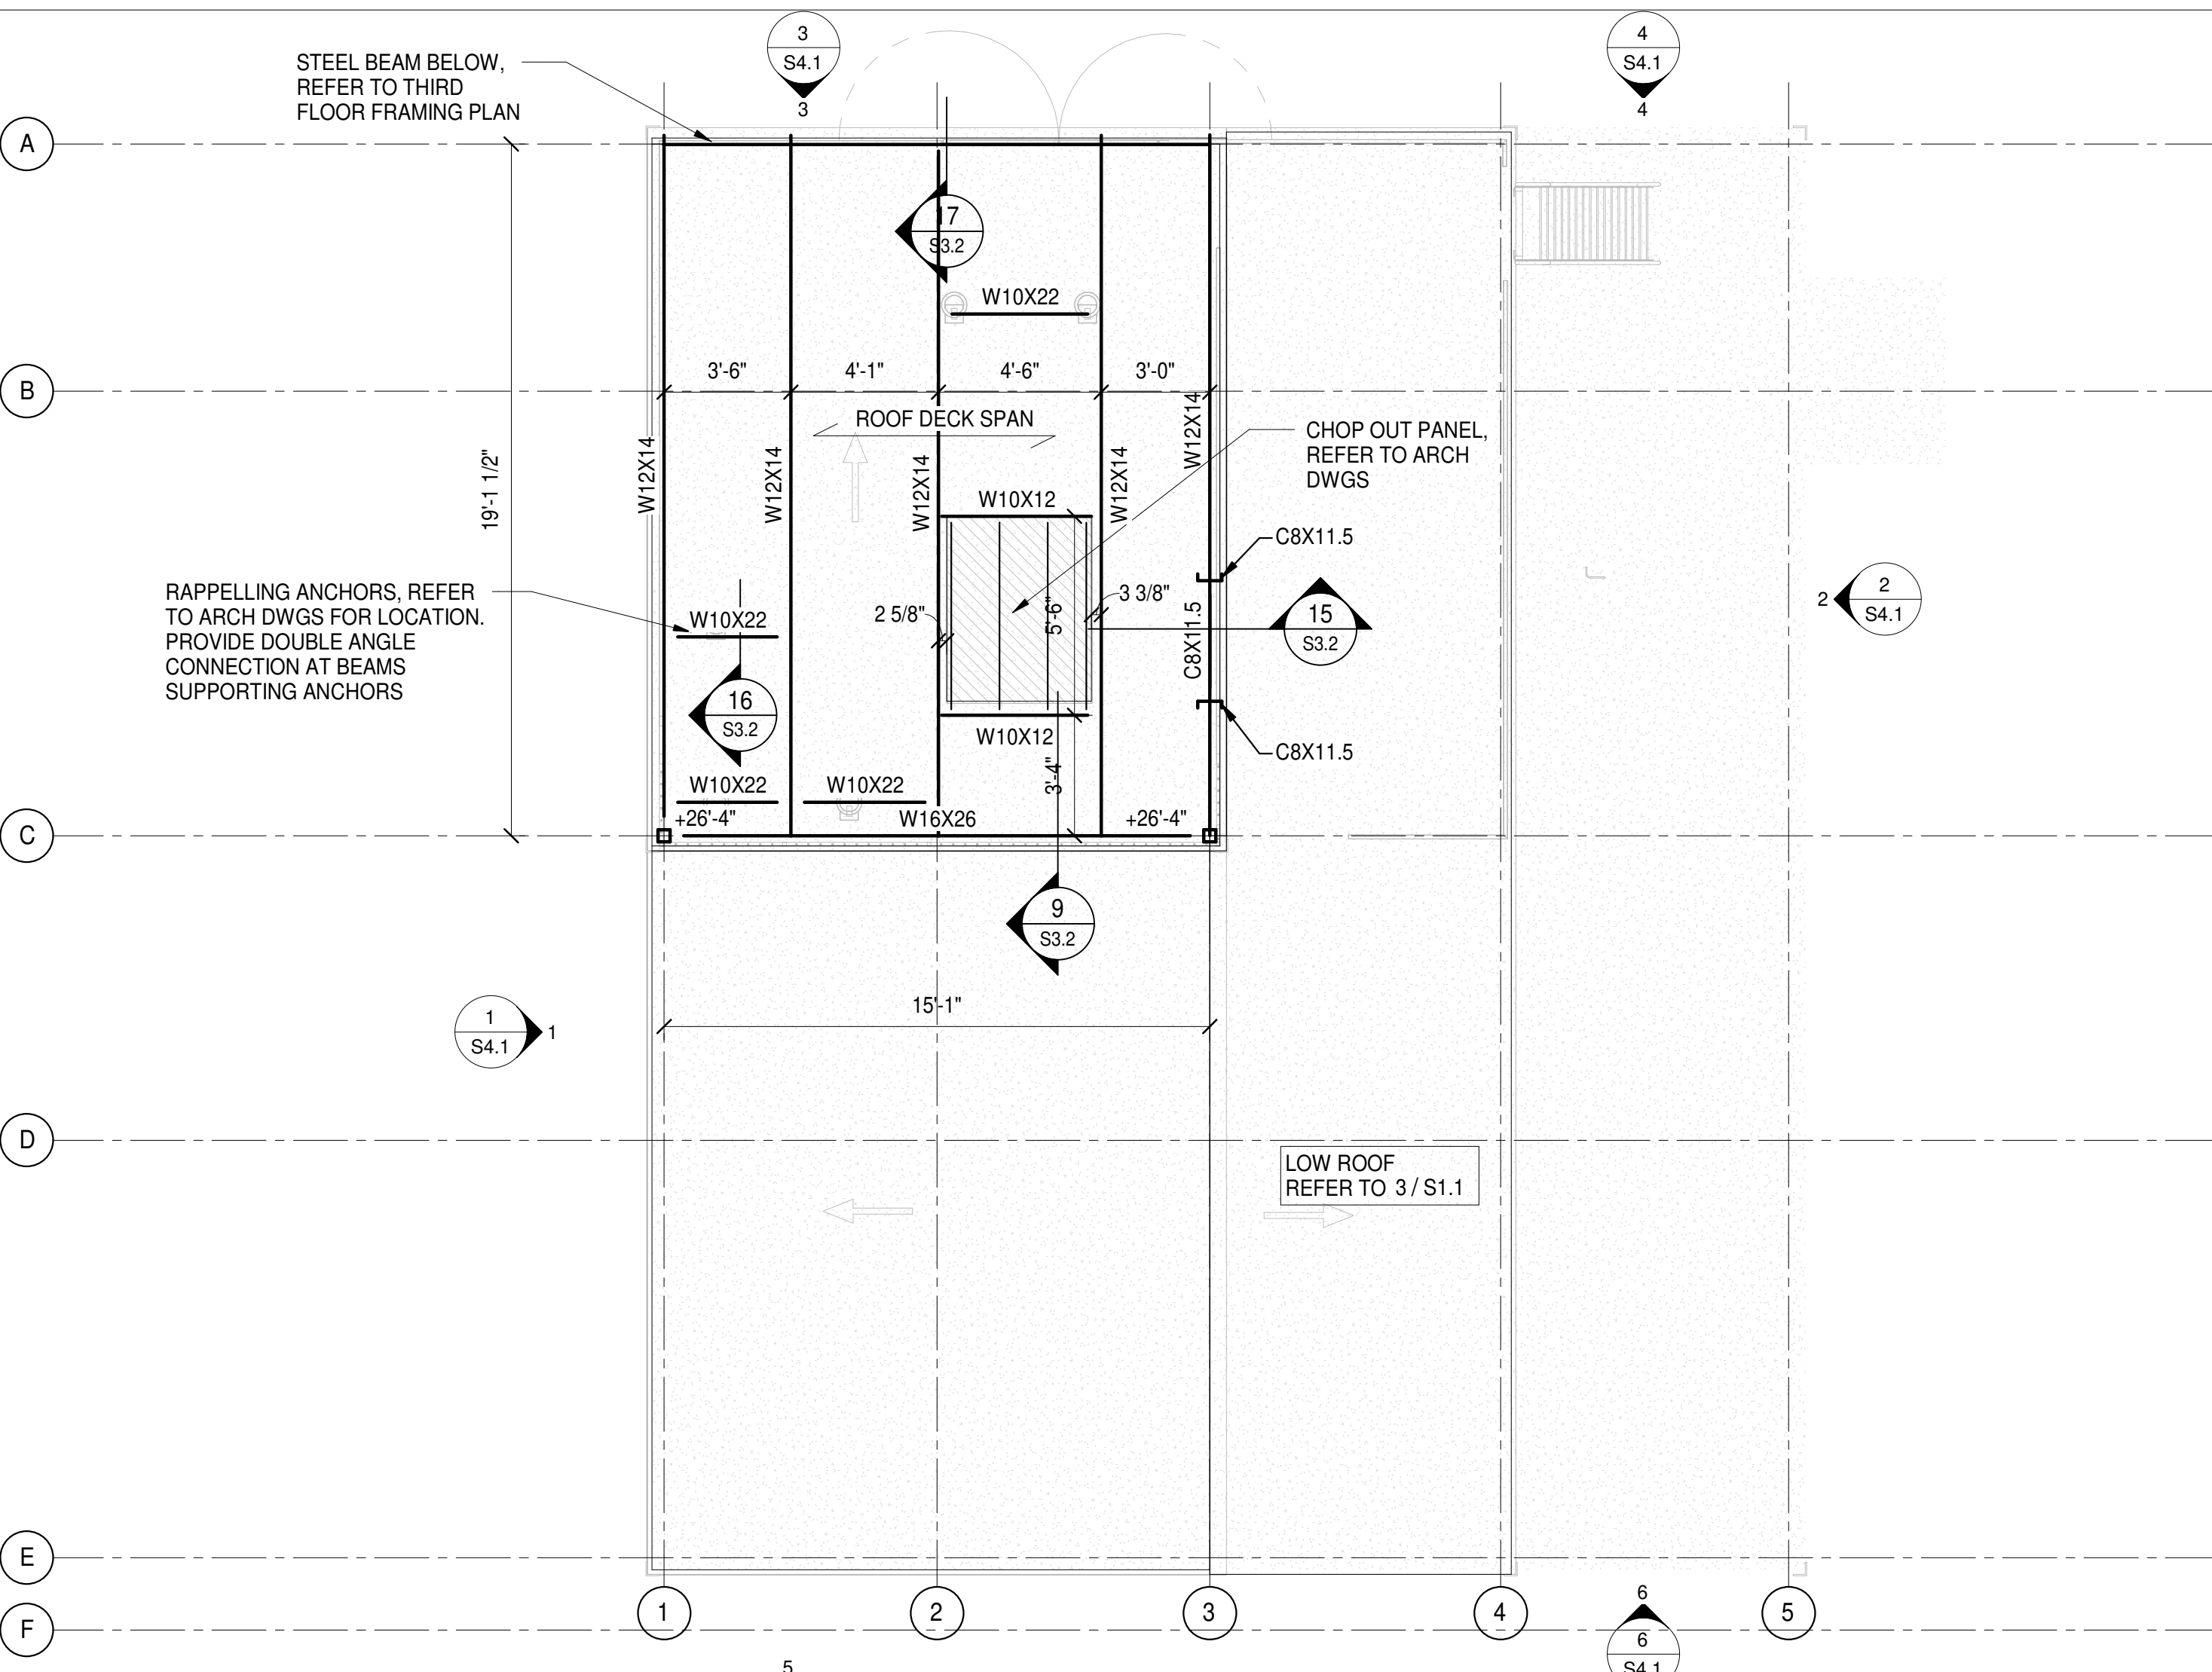 3
S4.1
3
4
S4.1
4
STEEL BEAM BELOW,
REFER TO THIRD
FLOOR FRAMING PLAN
A
17
S3.2
W10X22
B
3'-6"
4'-1"
4'-6"
3'-0"
ROOF DECK SPAN
CHOP OUT PANEL,
REFER TO ARCH
DWGS
W12X14
W12X14
W12X14
W12X14
W12X14
19'-1 1/2"
W10X12
C8X11.5
RAPPELLING ANCHORS, REFER
TO ARCH DWGS FOR LOCATION.
PROVIDE DOUBLE ANGLE
CONNECTION AT BEAMS
SUPPORTING ANCHORS
W10X22
2 5/8"
5'-6"
3 3/8"
C8X11.5
15
S3.2
2
2
S4.1
16
S3.2
W10X12
C8X11.5
3'-4"
W10X22
W10X22
+26'-4"
W16X26
+26'-4"
C
9
S3.2
15'-1"
1
S4.1
1
D
LOW ROOF
REFER TO 3 / S1.1
E
1
2
3
4
5
F
6
6
S4.1
5